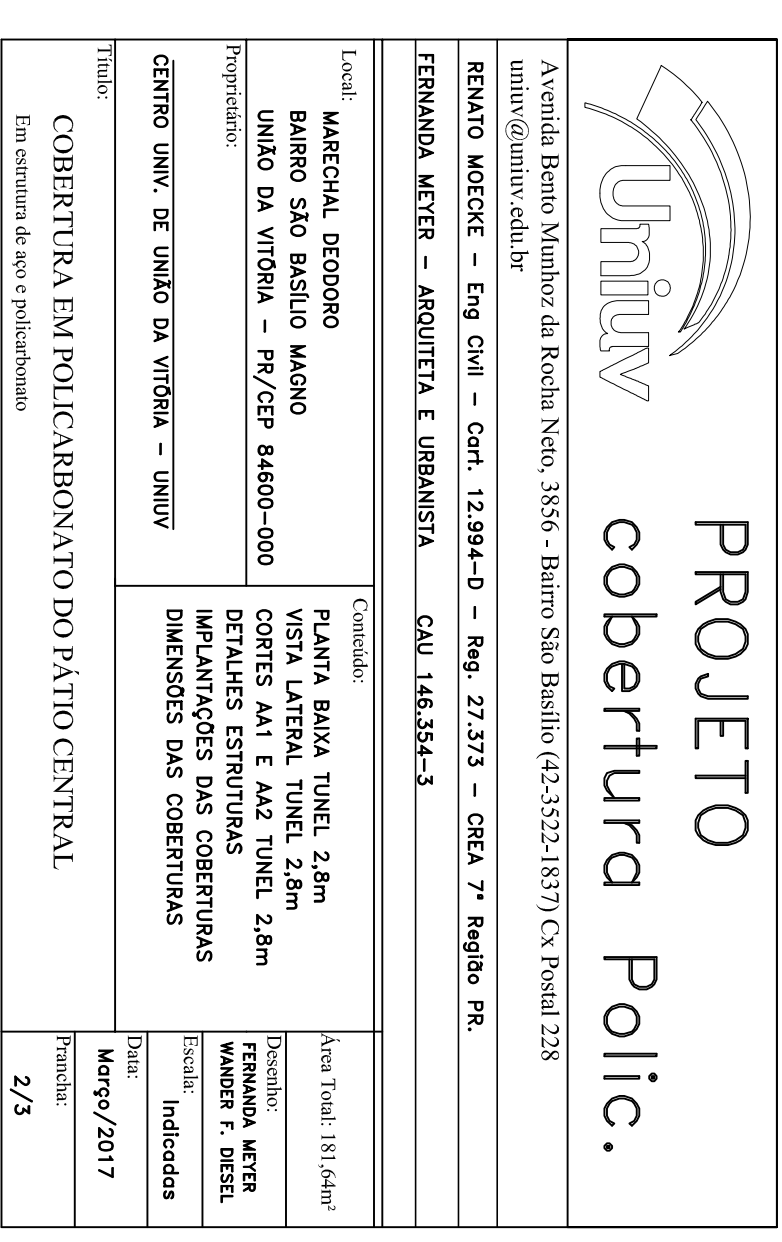 Uniuv
PROJETO
cobertura Polic.
Avenida Bento Munhoz da Rocha Neto, 3856 - Bairro São Basílio (42-3522-1837) Cx Postal 228
uniuv@uniuv.edu.br
RENATO MOECKE - Eng Civil - Cart. 12.994-D - Reg. 27.373 - CREA 7ª Região PR.
FERNANDA MEYER - ARQUITETA E URBANISTA CAU 146.354-3
Local:
MARECHAL DEODORO
BAIRRO SÃO BASÍLIO MAGNO
UNIÃO DA VITÓRIA - PR/CEP 84600-000
Proprietário:
CENTRO UNIV. DE UNIÃO DA VITÓRIA - UNIUV
Conteúdo:
PLANTA BAIXA TUNEL 2,8m
VISTA LATERAL TUNEL 2,8m
CORTES AA1 E AA2 TUNEL 2,8m
DETALHES ESTRUTURAS
IMPLANTAÇÕES DAS COBERTURAS
DIMENSÕES DAS COBERTURAS
Área Total: 181,64m²
Desenho:
FERNANDA MEYER
WANDER F. DIESEL
Escala:
Indicadas
Data:
Março/2017
Título:
COBERTURA EM POLICARBONATO DO PÁTIO CENTRAL
Em estrutura de aço e policarbonato
Prancha:
2/3